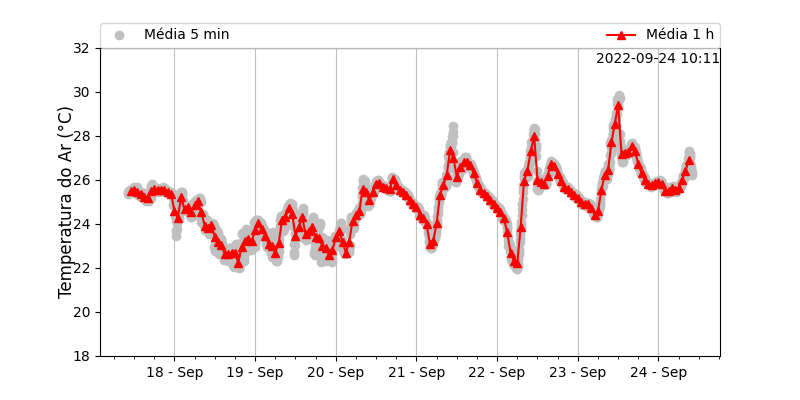 Média 5 min
Média 1 h
2022-09-24 10:11
Temperatura do Ar (°C)
32
30
28
26
24
22
20
18
18 - Sep
19 - Sep
20 - Sep
21 - Sep
22 - Sep
23 - Sep
24 - Sep